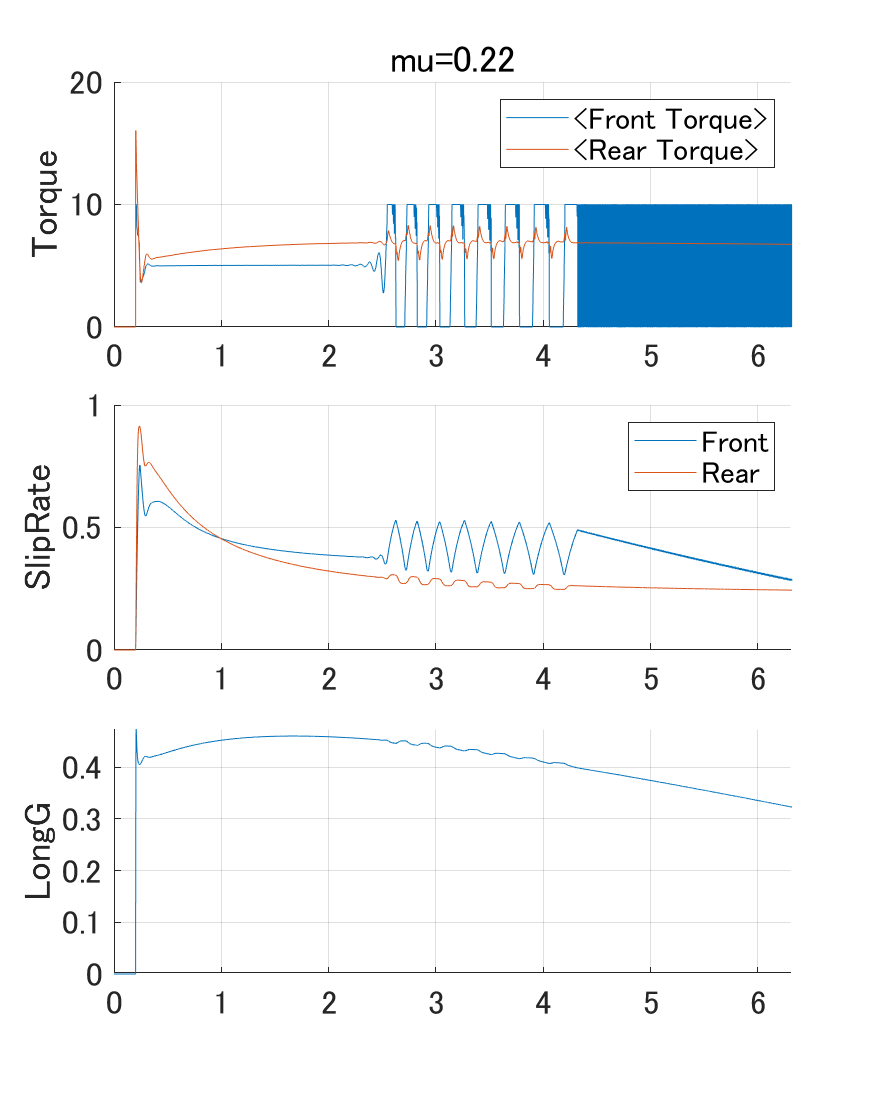 mu=0.22
Torque
20
10
0
<Front Torque>
<Rear Torque>
0 1 2 3 4 5 6
SlipRate
1
0.5
0
Front
Rear
0 1 2 3 4 5 6
LongG
0.4
0.3
0.2
0.1
0
0 1 2 3 4 5 6